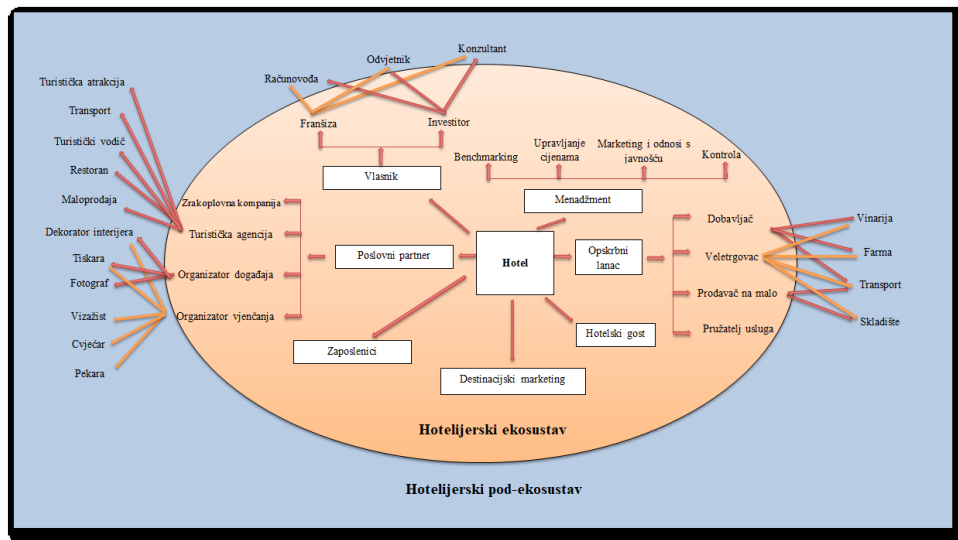 Konzultant
Odvjetnik
Računovođa
Turistička atrakcija
Transport
Turistički vodič
Restoran
Maloprodaja
Dekorator interijera
Tiskara
Fotograf
Vizažist
Cvjećar
Pekara
Franšiza
Investitor
Vlasnik
Benchmarking
Upravljanje
cijenama
Marketing i odnosi s
javnošću
Kontrola
Menadžment
Zrakoplovna kompanija
Turistička agencija
Organizator događaja
Organizator vjenčanja
Poslovni partner
Hotel
Opskrbni
lanac
Dobavljač
Veletrgovac
Prodavač na malo
Pružatelj usluga
Vinarija
Farma
Transport
Skladište
Hotelski gost
Zaposlenici
Destinacijski marketing
Hotelijerski ekosustav
Hotelijerski pod-ekosustav